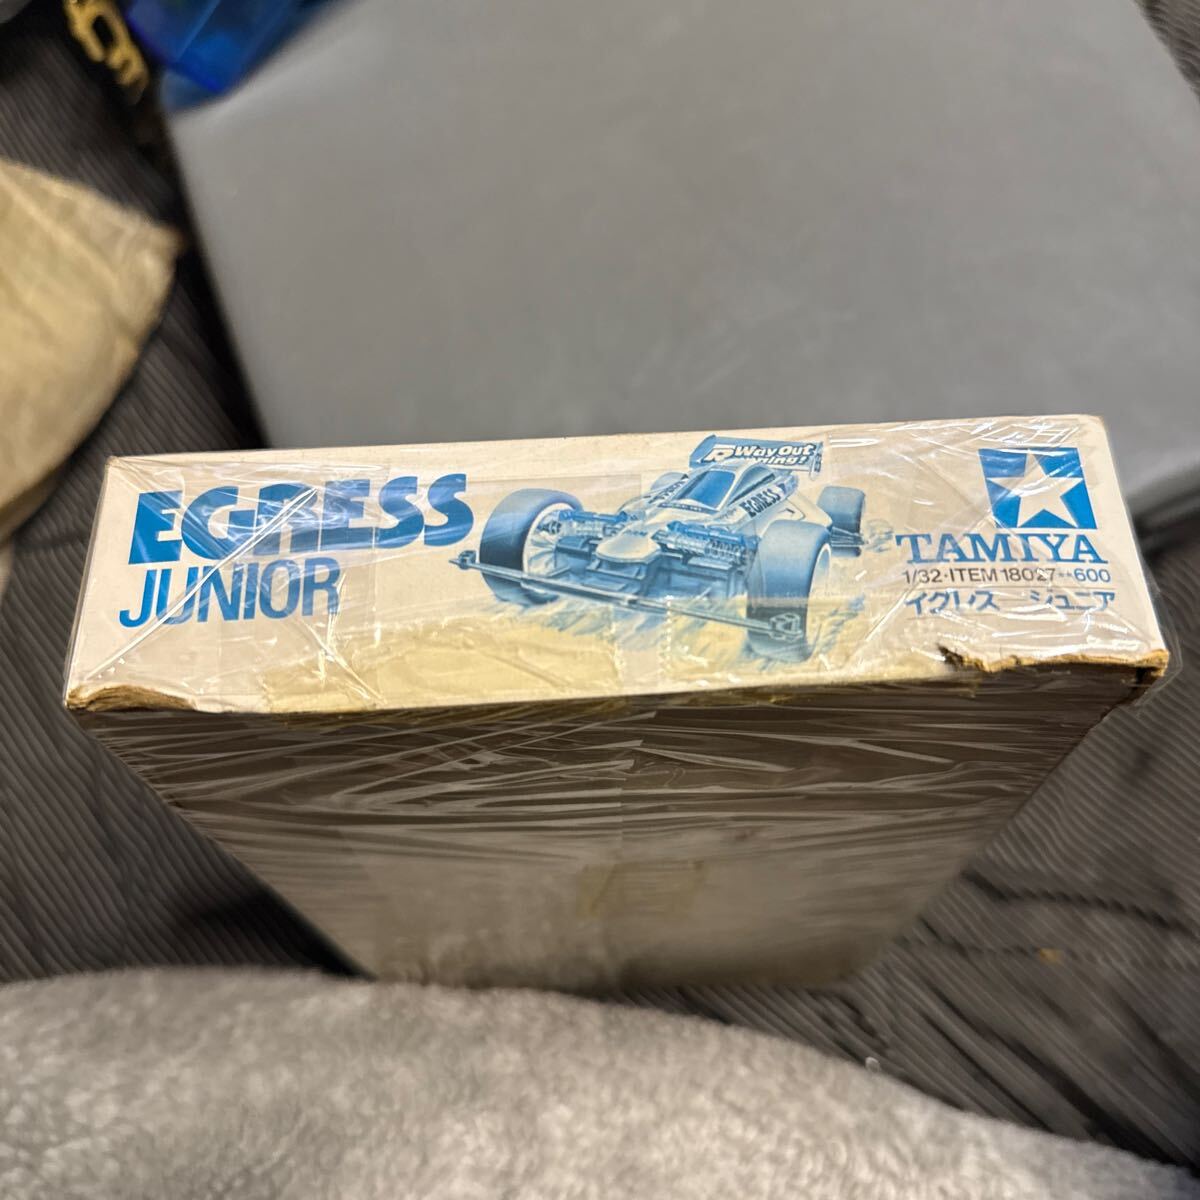 EGRESS
JUNIOR
Way Out
EGRESS
TAMIYA
1/32・ITEM 18027**600
イグレス ジュニア